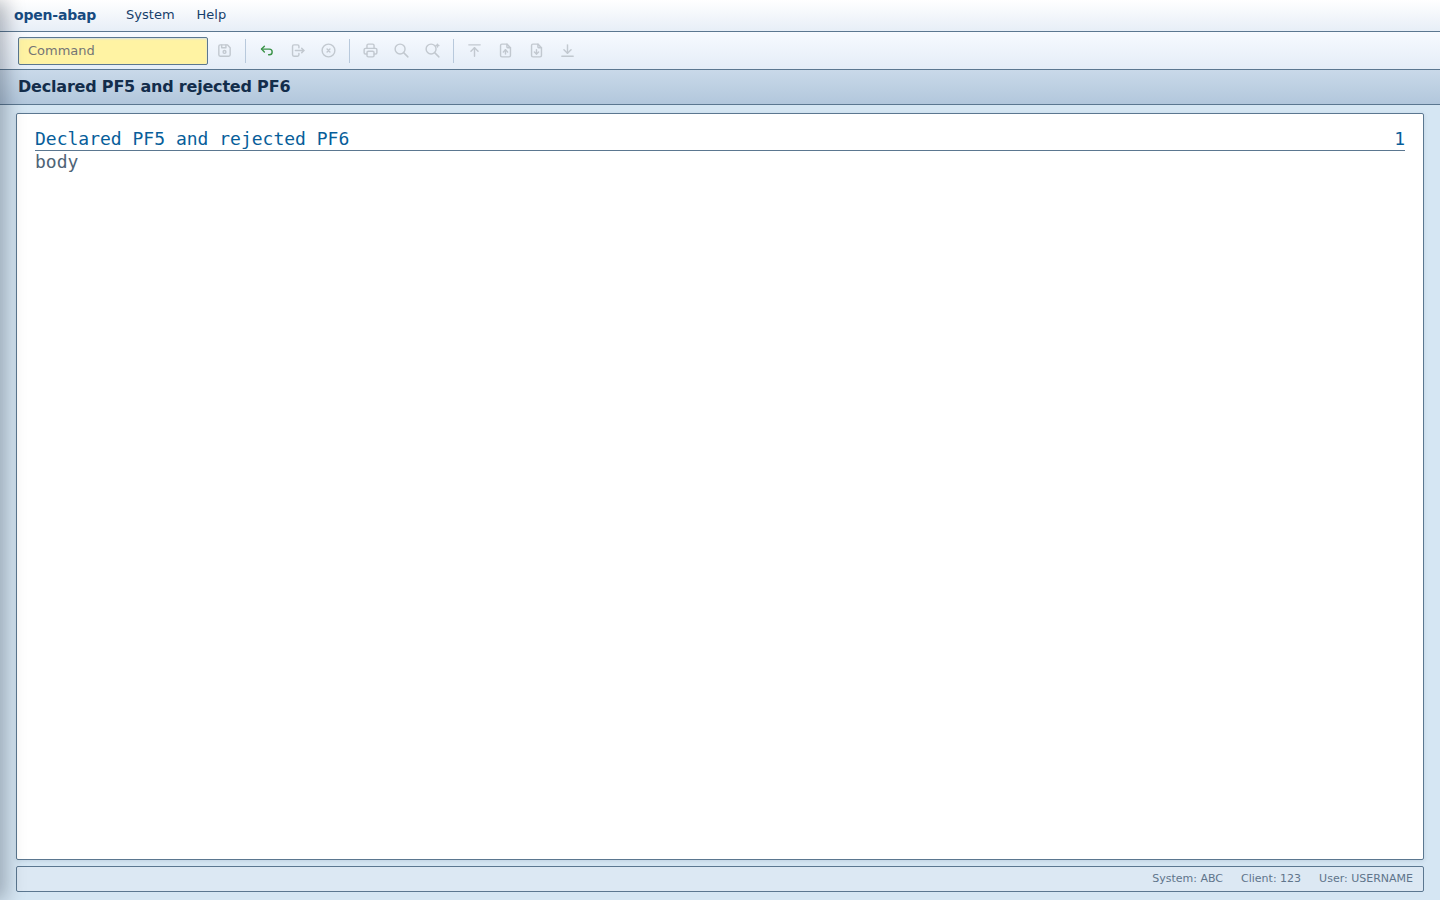 open-abap System Help
Command
Declared PF5 and rejected PF6
Declared PF5 and rejected PF6 1
body
System: ABC Client: 123 User: USERNAME